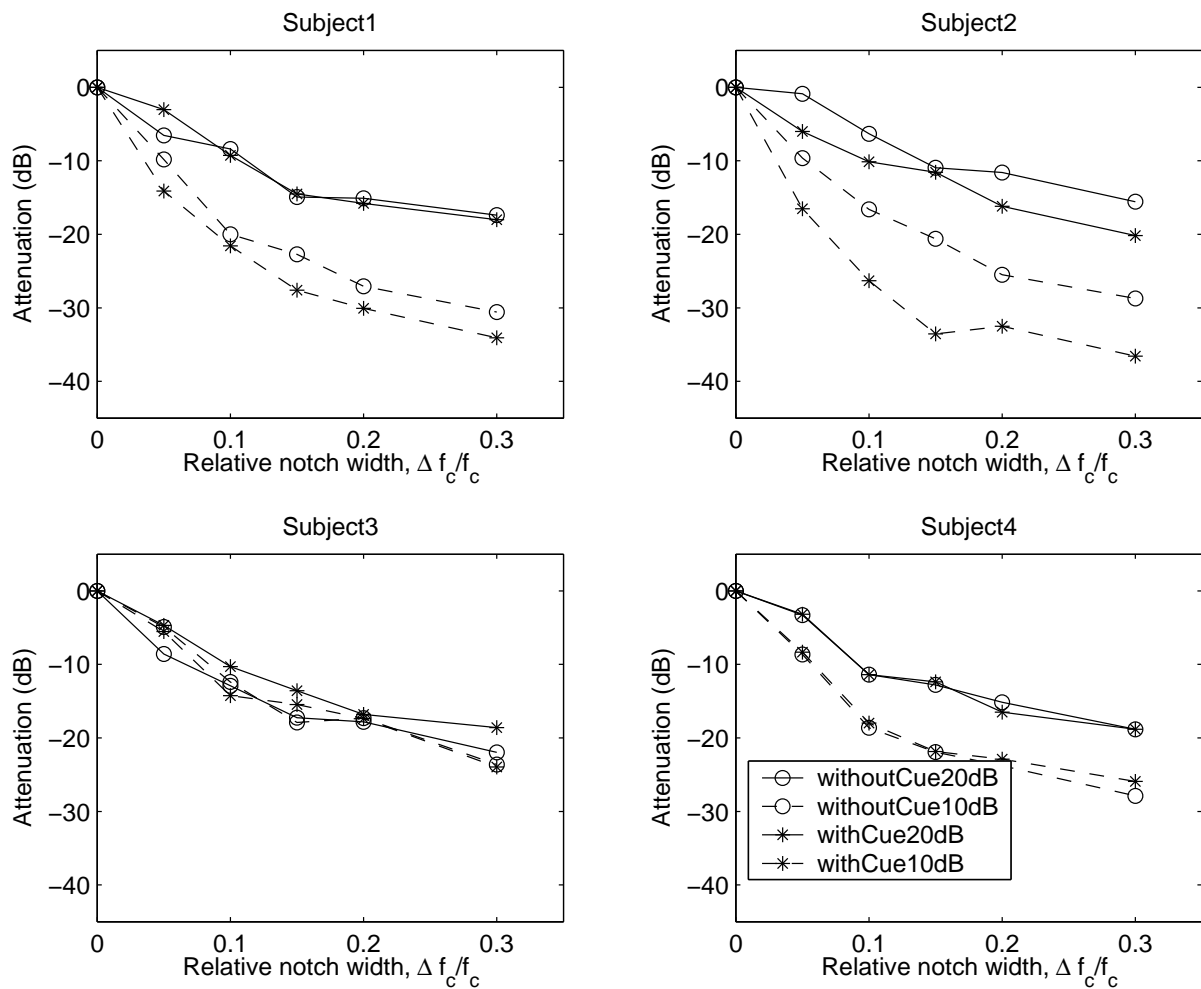 Subject1
0
−10
−20
−30
−40
Attenuation (dB)
0 0.1 0.2 0.3
Relative notch width, Δ f_c/f_c
Subject2
0
−10
−20
−30
−40
Attenuation (dB)
0 0.1 0.2 0.3
Relative notch width, Δ f_c/f_c
Subject3
0
−10
−20
−30
−40
Attenuation (dB)
0 0.1 0.2 0.3
Relative notch width, Δ f_c/f_c
Subject4
0
−10
−20
−30
−40
Attenuation (dB)
withoutCue20dB
withoutCue10dB
withCue20dB
withCue10dB
0 0.1 0.2 0.3
Relative notch width, Δ f_c/f_c